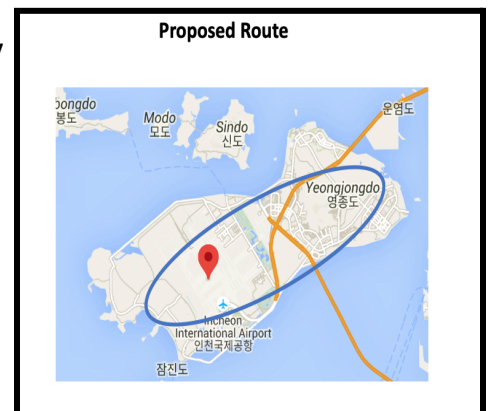 Proposed Route
bongdo
봉도
Modo
모도
Sindo
신도
운염도
Yeongjongdo
영종도
Incheon
International Airport
인천국제공항
잠진도